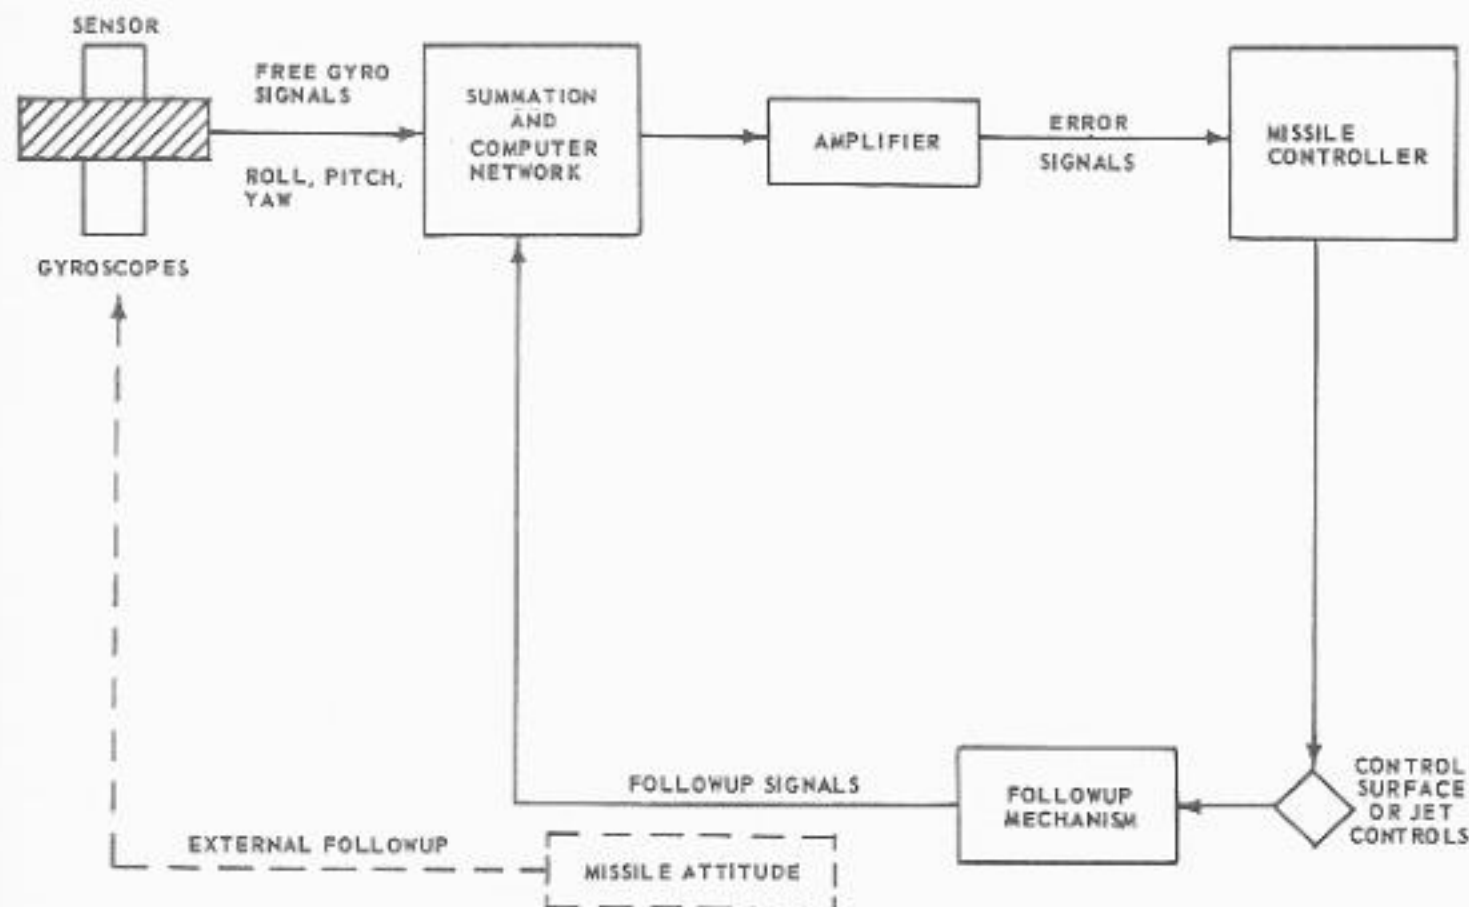 SENSOR
FREE GYRO
SIGNALS
ROLL, PITCH,
YAW
GYROSCOPES
SUMMATION
AND
COMPUTER
NETWORK
AMPLIFIER
ERROR
SIGNALS
MISSILE
CONTROLLER
CONTROL
SURFACE
OR JET
CONTROLS
FOLLOWUP
MECHANISM
FOLLOWUP SIGNALS
EXTERNAL FOLLOWUP
MISSILE ATTITUDE